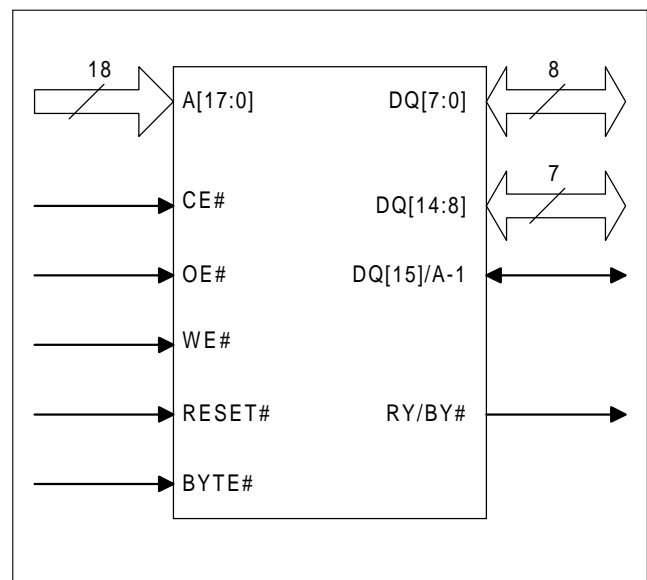 18
8
A[17:0]
DQ[7:0]
7
CE#
DQ[14:8]
OE#
DQ[15]/A-1
WE#
RESET#
RY/BY#
BYTE#